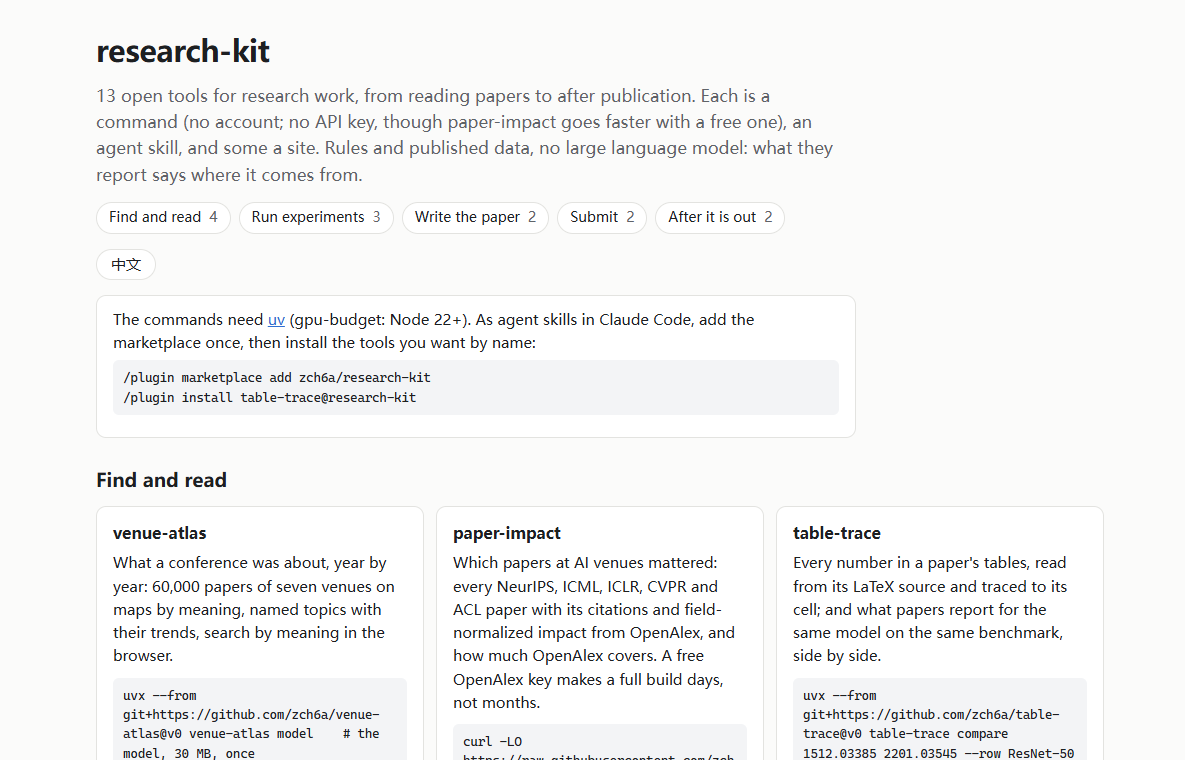 research-kit
13 open tools for research work, from reading papers to after publication. Each is a
command (no account; no API key, though paper-impact goes faster with a free one), an
agent skill, and some a site. Rules and published data, no large language model: what they
report says where it comes from.
Find and read 4
Run experiments 3
Write the paper 2
Submit 2
After it is out 2
中文
The commands need uv (gpu-budget: Node 22+). As agent skills in Claude Code, add the
marketplace once, then install the tools you want by name:
/plugin marketplace add zch6a/research-kit
/plugin install table-trace@research-kit
Find and read
venue-atlas
What a conference was about, year by
year: 60,000 papers of seven venues on
maps by meaning, named topics with
their trends, search by meaning in the
browser.
uvx --from
git+https://github.com/zch6a/venue-
atlas@v0 venue-atlas model    # the
model, 30 MB, once
paper-impact
Which papers at AI venues mattered:
every NeurIPS, ICML, ICLR, CVPR and
ACL paper with its citations and field-
normalized impact from OpenAlex, and
how much OpenAlex covers. A free
OpenAlex key makes a full build days,
not months.
curl -LO
https://raw.githubusercontent.com/zch
table-trace
Every number in a paper's tables, read
from its LaTeX source and traced to its
cell; and what papers report for the
same model on the same benchmark,
side by side.
uvx --from
git+https://github.com/zch6a/table-
trace@v0 table-trace compare
1512.03385 2201.03545 --row ResNet-50